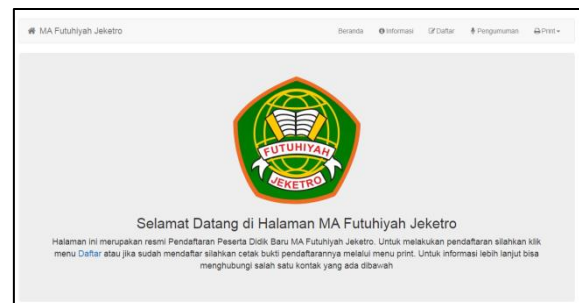 MA Futuhiyah Jeketro
Beranda Informasi Daftar Pengumuman Print
FUTUHIYAH
JEKETRO
Selamat Datang di Halaman MA Futuhiyah Jeketro
Halaman ini merupakan resmi Pendaftaran Peserta Didik Baru MA Futuhiyah Jeketro. Untuk melakukan pendaftaran silahkan klik
menu Daftar atau jika sudah mendaftar silahkan cetak bukti pendaftarannya melalui menu print. Untuk informasi lebih lanjut bisa
menghubungi salah satu kontak yang ada dibawah